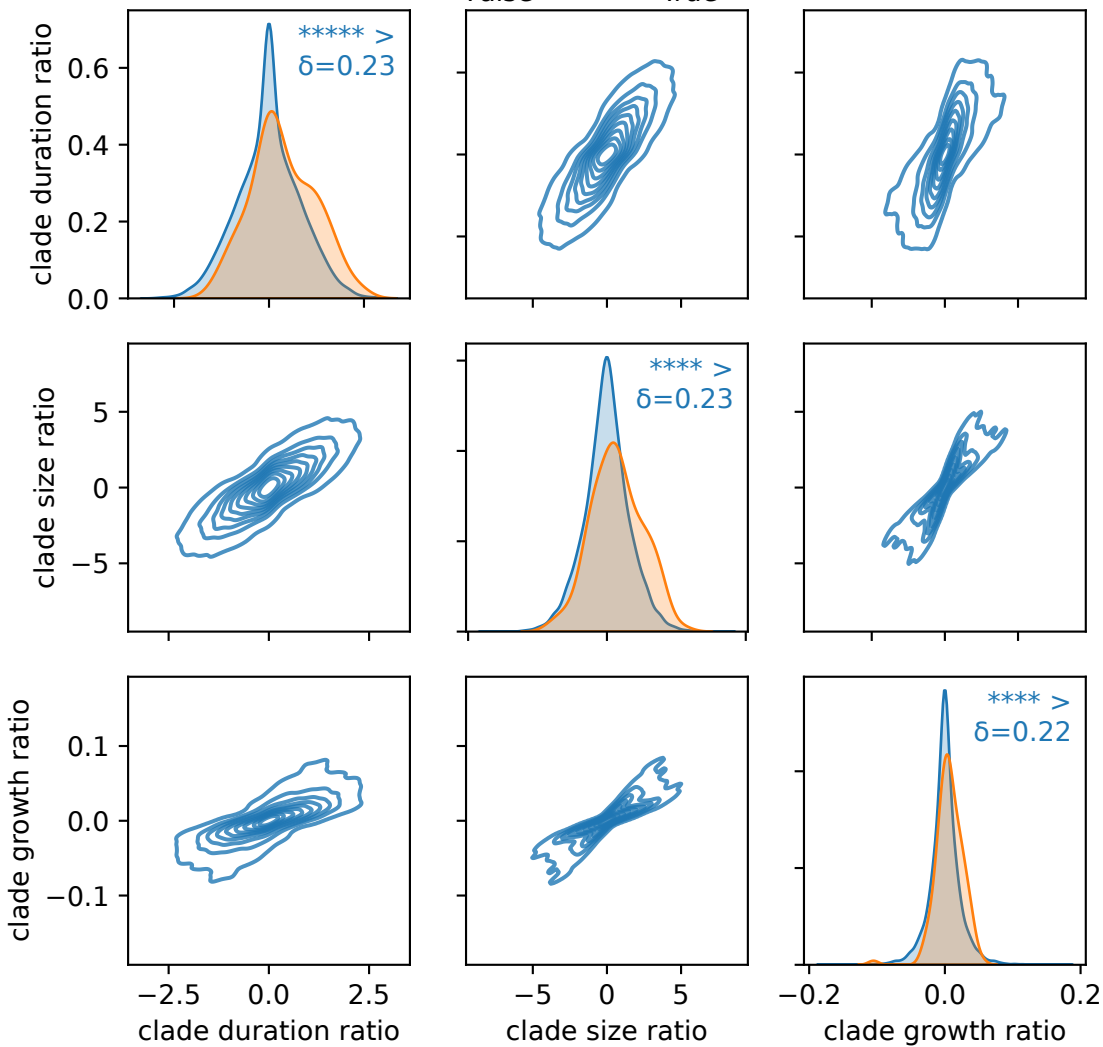 ***** >
δ=0.23
clade duration ratio
0.6
0.4
0.2
0.0
**** >
δ=0.23
clade size ratio
5
0
−5
**** >
δ=0.22
clade growth ratio
0.1
0.0
−0.1
−2.5 0.0 2.5
−5 0 5
−0.2 0.0 0.2
clade duration ratio
clade size ratio
clade growth ratio